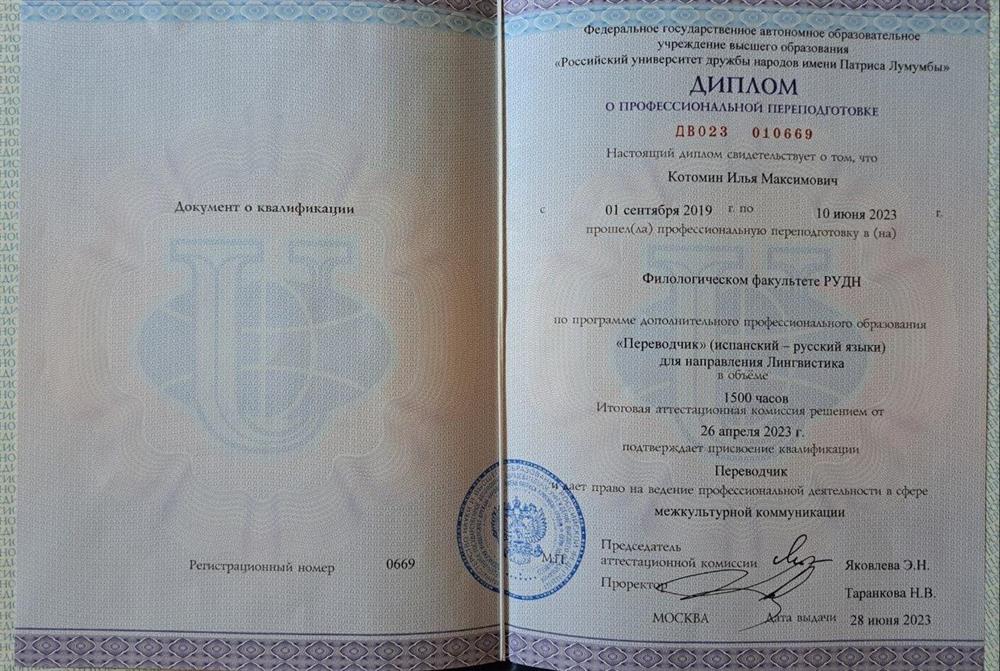 Документ о квалификации
Регистрационный номер 0669
Федеральное государственное автономное образовательное
учреждение высшего образования
«Российский университет дружбы народов имени Патриса Лумумбы»
ДИПЛОМ
О ПРОФЕССИОНАЛЬНОЙ ПЕРЕПОДГОТОВКЕ
ДВ023 010669
Настоящий диплом свидетельствует о том, что
Котомин Илья Максимович
с 01 сентября 2019 г. по 10 июня 2023 г.
прошел(ла) профессиональную переподготовку в (на)
Филологическом факультете РУДН
по программе дополнительного профессионального образования
«Переводчик» (испанский – русский языки)
для направления Лингвистика
в объёме
1500 часов
Итоговая аттестационная комиссия решением от
26 апреля 2023 г.
подтверждает присвоение квалификации
Переводчик
и дает право на ведение профессиональной деятельности в сфере
межкультурной коммуникации
Председатель
аттестационной комиссии Яковлева Э.Н.
М.П.
Проректор Таранкова Н.В.
МОСКВА Дата выдачи 28 июня 2023